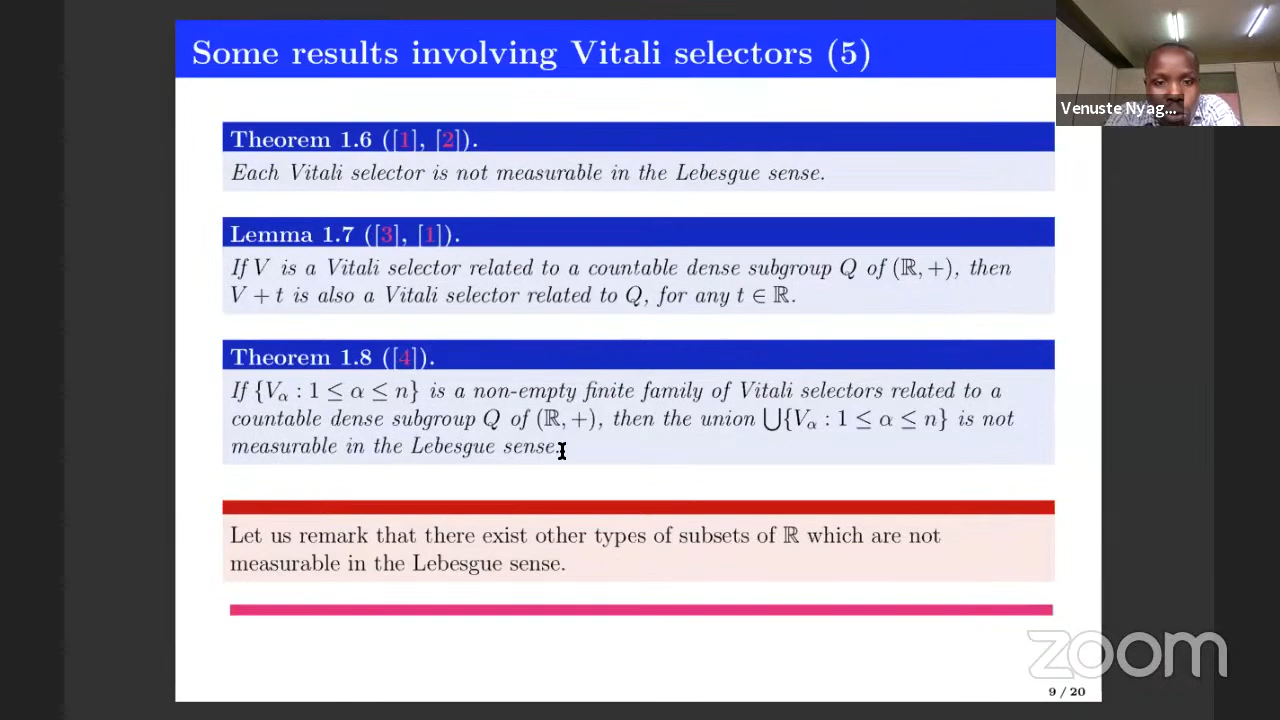 Some results involving Vitali selectors (5)
Venuste Nyag...
Theorem 1.6 ([1], [2]).
Each Vitali selector is not measurable in the Lebesgue sense.
Lemma 1.7 ([3], [1]).
If V is a Vitali selector related to a countable dense subgroup Q of (ℝ, +), then
V + t is also a Vitali selector related to Q, for any t ∈ ℝ.
Theorem 1.8 ([4]).
If {Vα : 1 ≤ α ≤ n} is a non-empty finite family of Vitali selectors related to a
countable dense subgroup Q of (ℝ, +), then the union ⋃{Vα : 1 ≤ α ≤ n} is not
measurable in the Lebesgue sense.
Let us remark that there exist other types of subsets of ℝ which are not
measurable in the Lebesgue sense.
zoom
9 / 20